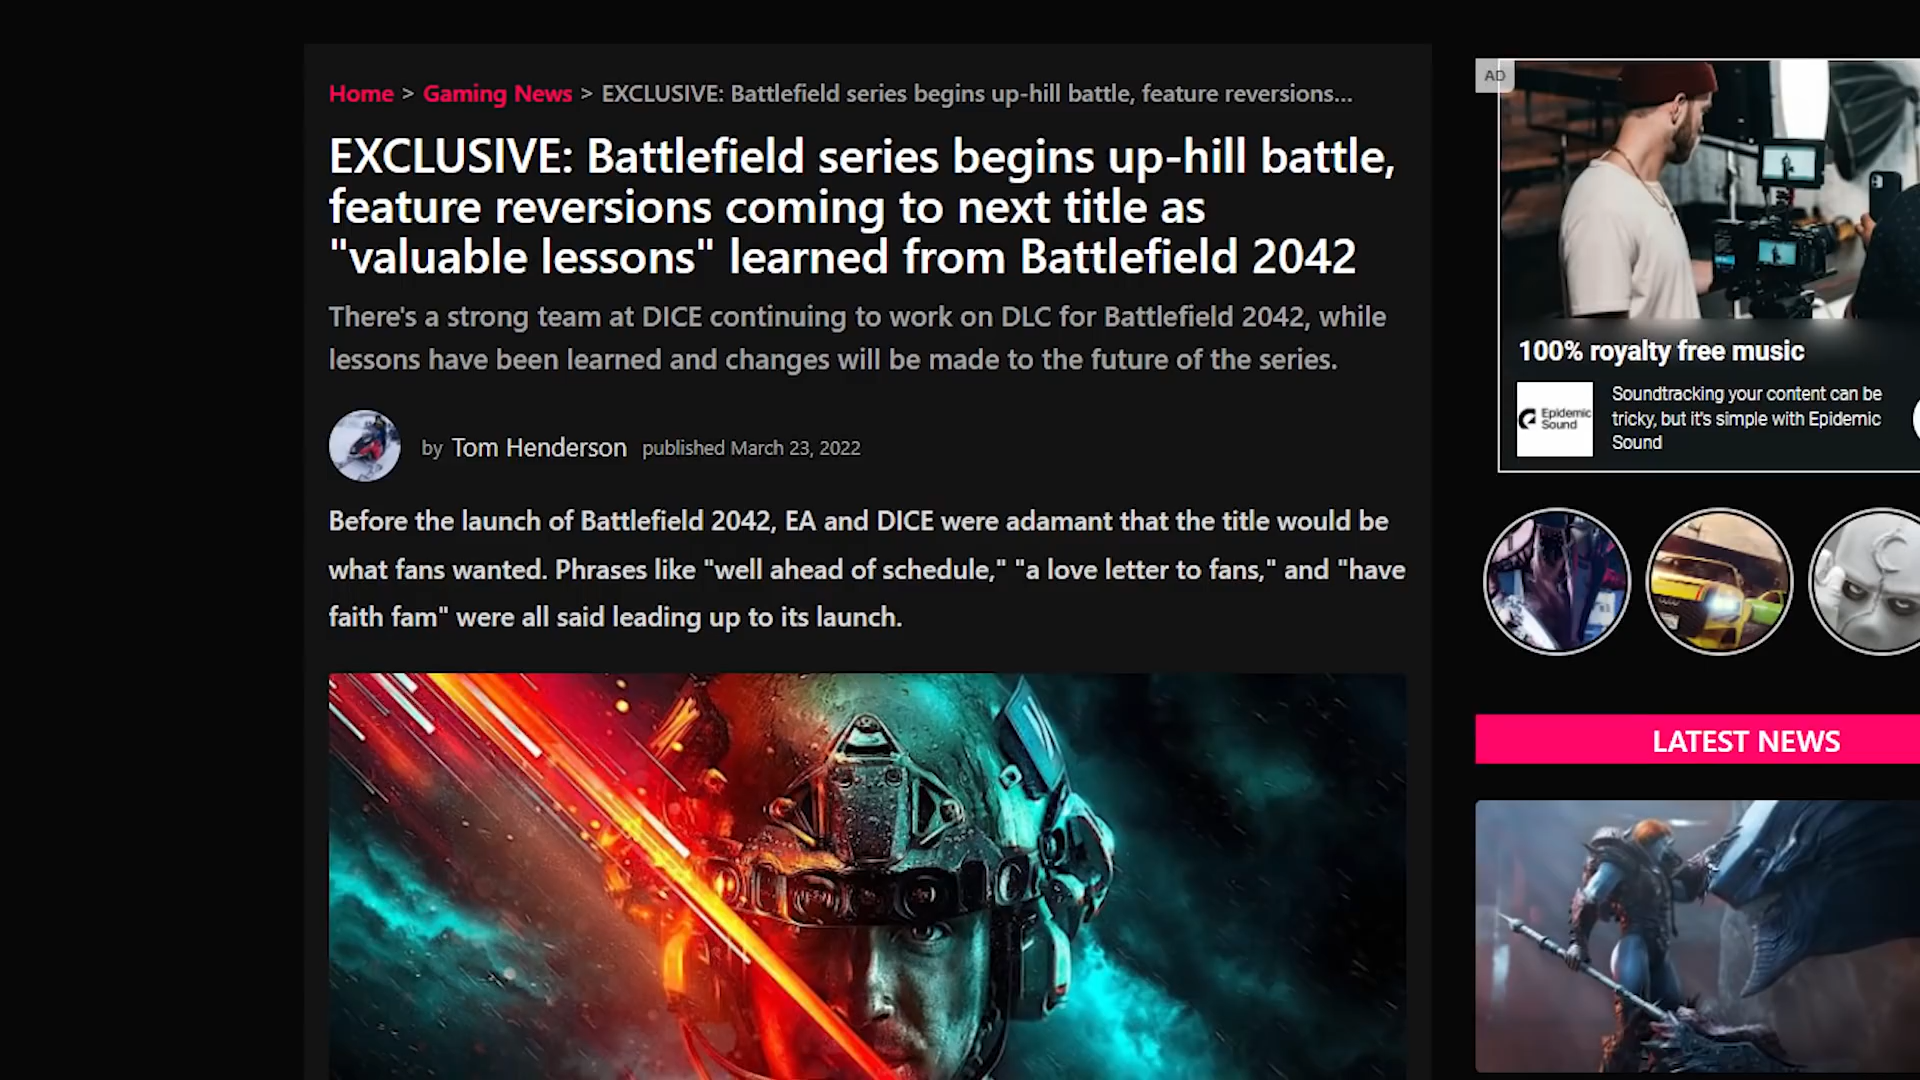 Home > Gaming News > EXCLUSIVE: Battlefield series begins up-hill battle, feature reversions...
EXCLUSIVE: Battlefield series begins up-hill battle,
feature reversions coming to next title as
"valuable lessons" learned from Battlefield 2042
There's a strong team at DICE continuing to work on DLC for Battlefield 2042, while
lessons have been learned and changes will be made to the future of the series.
by Tom Henderson published March 23, 2022
Before the launch of Battlefield 2042, EA and DICE were adamant that the title would be
what fans wanted. Phrases like "well ahead of schedule," "a love letter to fans," and "have
faith fam" were all said leading up to its launch.
AD
100% royalty free music
Epidemic
Sound
Soundtracking your content can be
tricky, but it's simple with Epidemic
Sound
LATEST NEWS